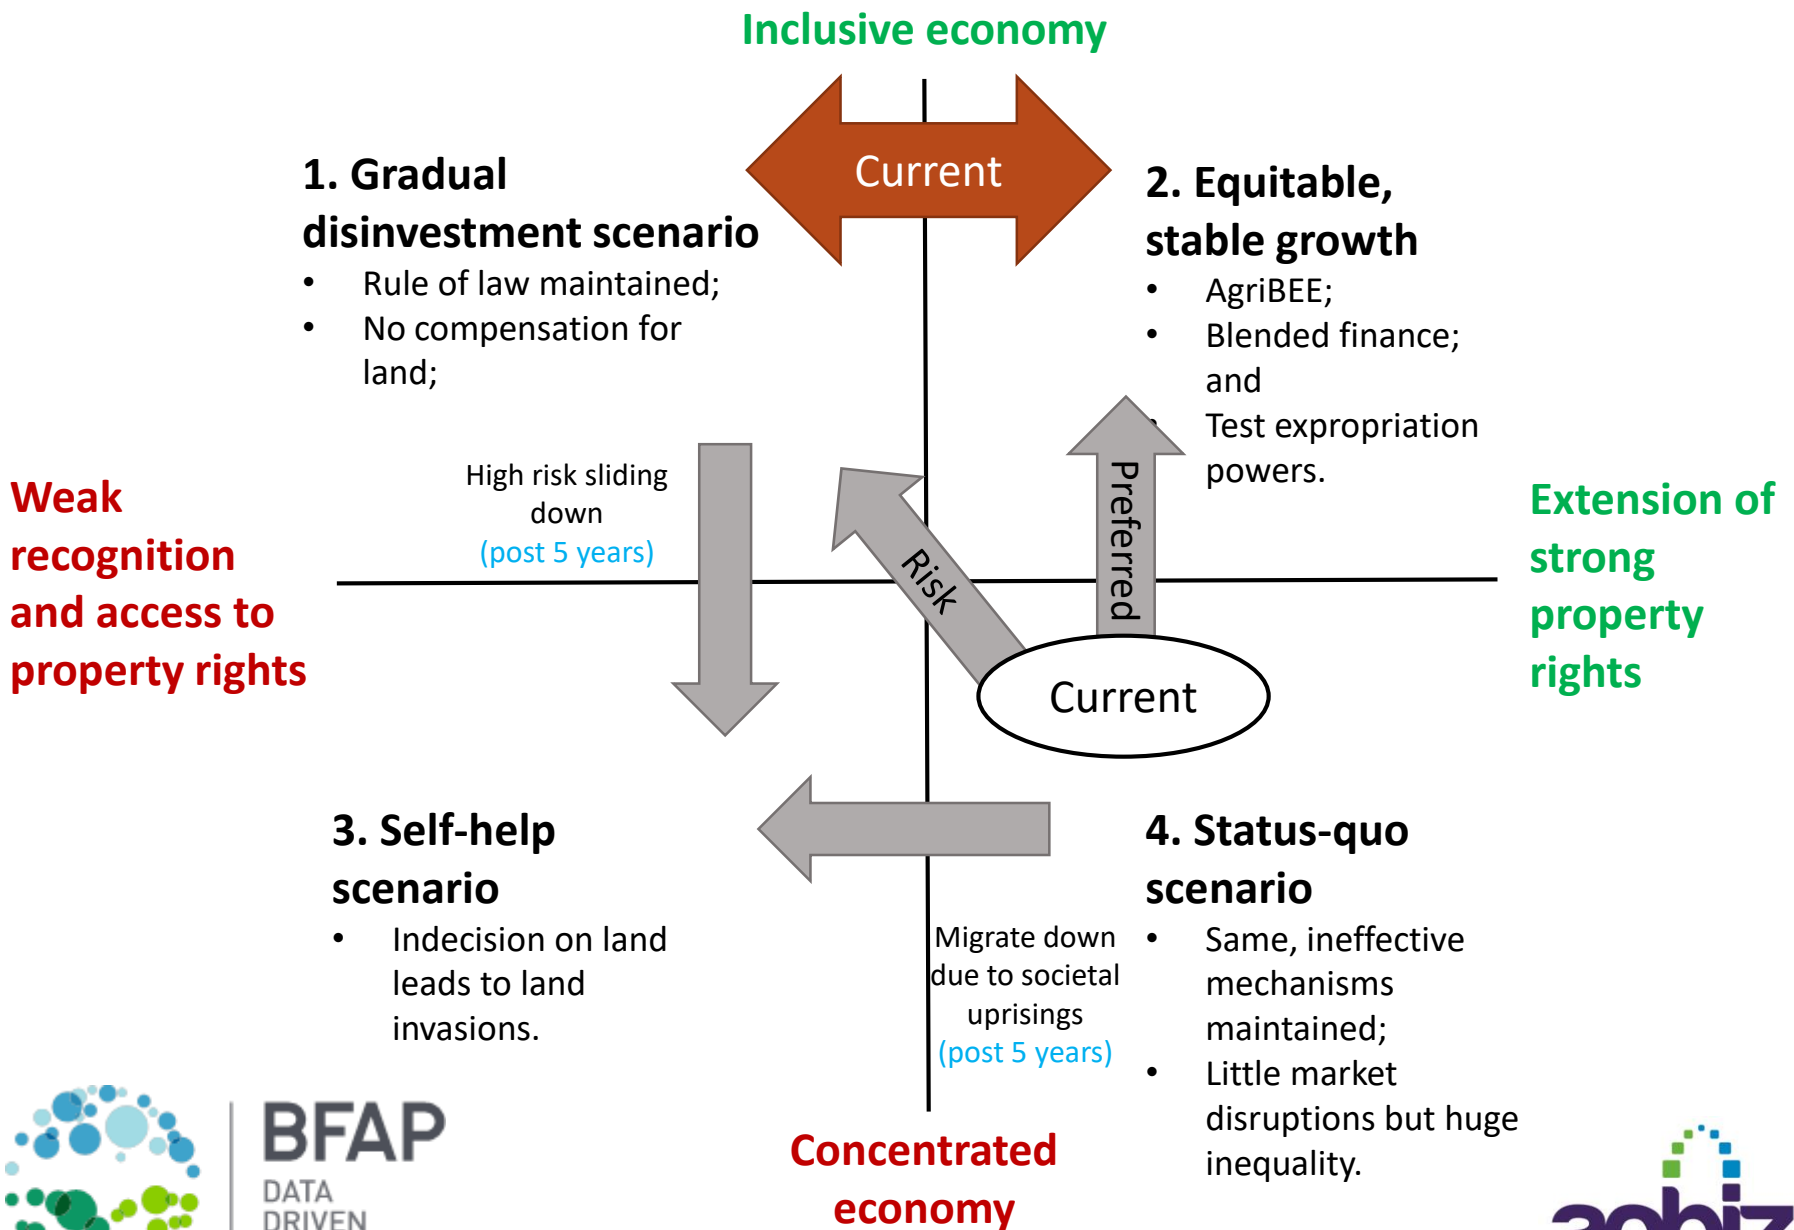 Inclusive economy
Current
1. Gradual
disinvestment scenario
• Rule of law maintained;
• No compensation for
land;
2. Equitable,
stable growth
• AgriBEE;
• Blended finance;
and
• Test expropriation
powers.
Weak
recognition
and access to
property rights
High risk sliding
down
(post 5 years)
Risk
Preferred
Current
Extension of
strong
property
rights
3. Self-help
scenario
• Indecision on land
leads to land
invasions.
Migrate down
due to societal
uprisings
(post 5 years)
4. Status-quo
scenario
• Same, ineffective
mechanisms
maintained;
• Little market
disruptions but huge
inequality.
Concentrated
economy
BFAP
DATA
DRIVEN
agbiz